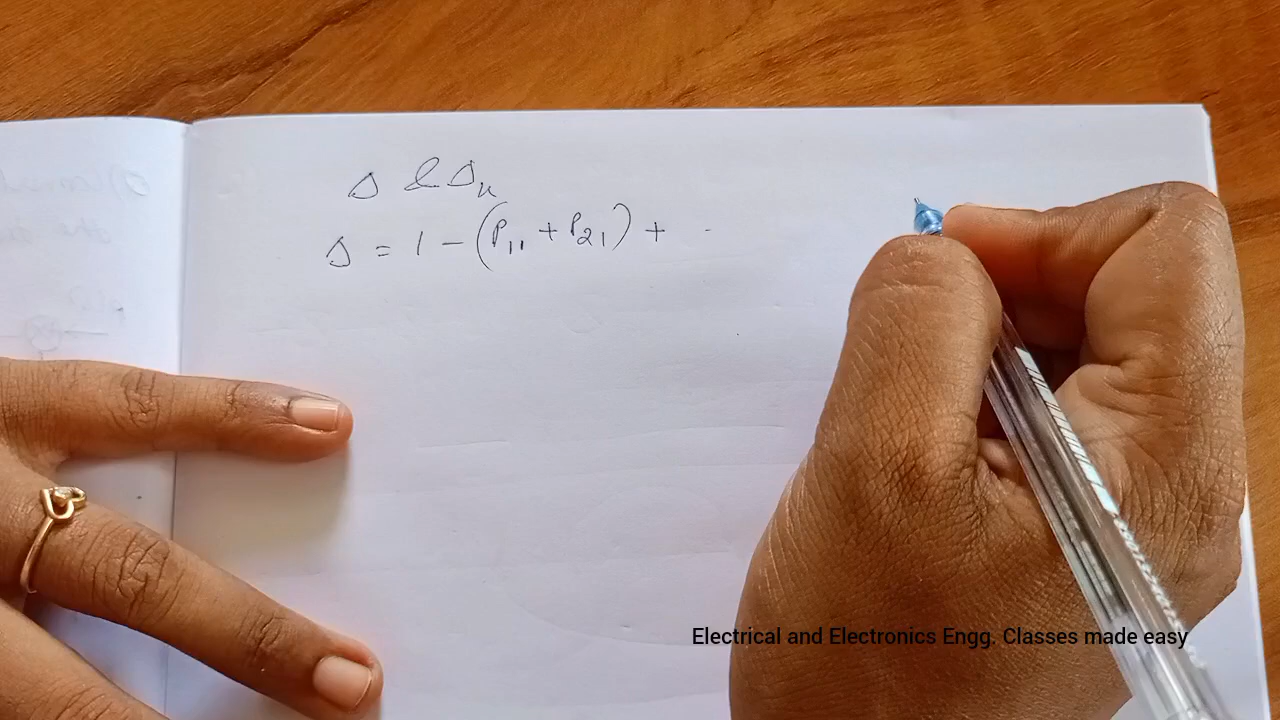 Δ & Δk
Δ = 1 - (P11 + P21) +
Electrical and Electronics Engg. Classes made easy